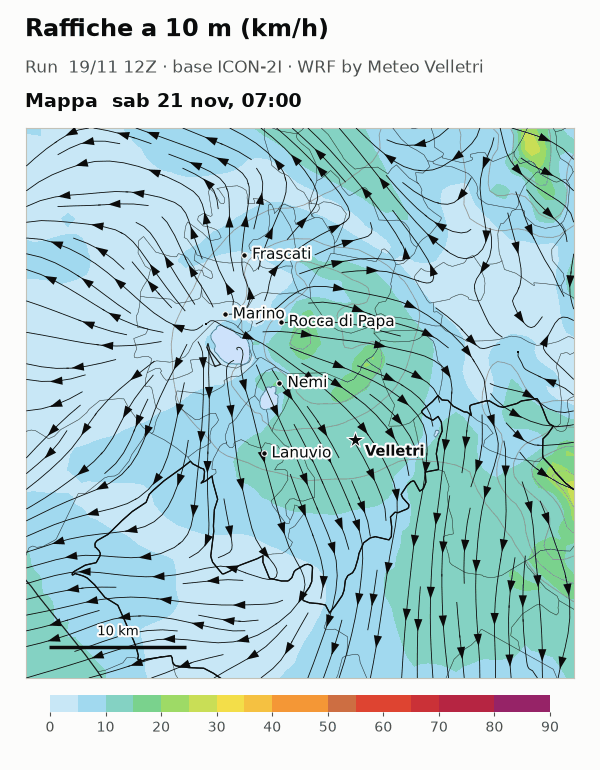 Raffiche a 10 m (km/h)
Run  19/11 12Z · base ICON-2I · WRF by Meteo Velletri
Mappa  sab 21 nov, 07:00
Frascati
Marino
Rocca di Papa
Nemi
Velletri
Lanuvio
10 km
0 10 20 30 40 50 60 70 80 90